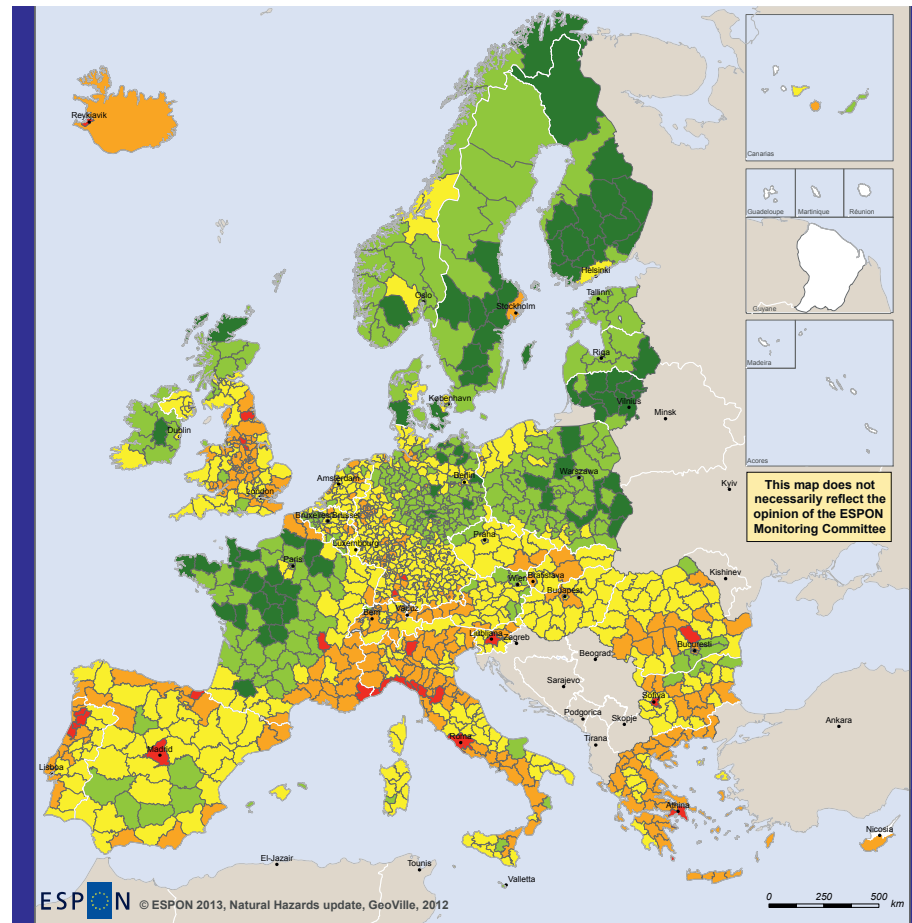 Canarias
Reykjavik
Guadeloupe
Martinique
Réunion
Helsinki
Oslo
Tallinn
Stockholm
Guyane
Riga
Madeira
København
Vilnius
Minsk
Dublin
Acores
Warszawa
Berlin
Amsterdam
This map does not
necessarily reflect the
opinion of the ESPON
Monitoring Committee
Kyiv
London
Bruxelles/Brussel
Praha
Luxembourg
Paris
Kishinev
Wien
Bratislava
Budapest
Vaduz
Bern
Ljubljana
Zagreb
Bucuresti
Beograd
Sarajevo
Sofiya
Podgorica
Skopje
Ankara
Roma
Tirana
Madrid
Lisboa
Athina
Nicosia
El-Jazair
Tounis
Valletta
ESPON
© ESPON 2013, Natural Hazards update, GeoVille, 2012
0 250 500
km